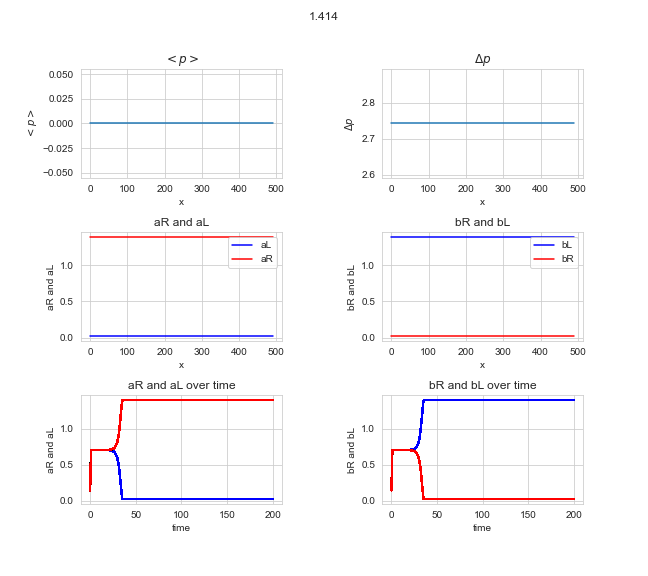 1.414
< p >
Δp
0.050
0.025
0.000
−0.025
−0.050
< p >
0 100 200 300 400 500
x
2.8
2.7
2.6
Δp
0 100 200 300 400 500
x
aR and aL
bR and bL
1.0
0.5
0.0
aR and aL
aL
aR
0 100 200 300 400 500
x
1.0
0.5
0.0
bR and bL
bL
bR
0 100 200 300 400 500
x
aR and aL over time
bR and bL over time
1.0
0.5
0.0
aR and aL
0 50 100 150 200
time
1.0
0.5
0.0
bR and bL
0 50 100 150 200
time